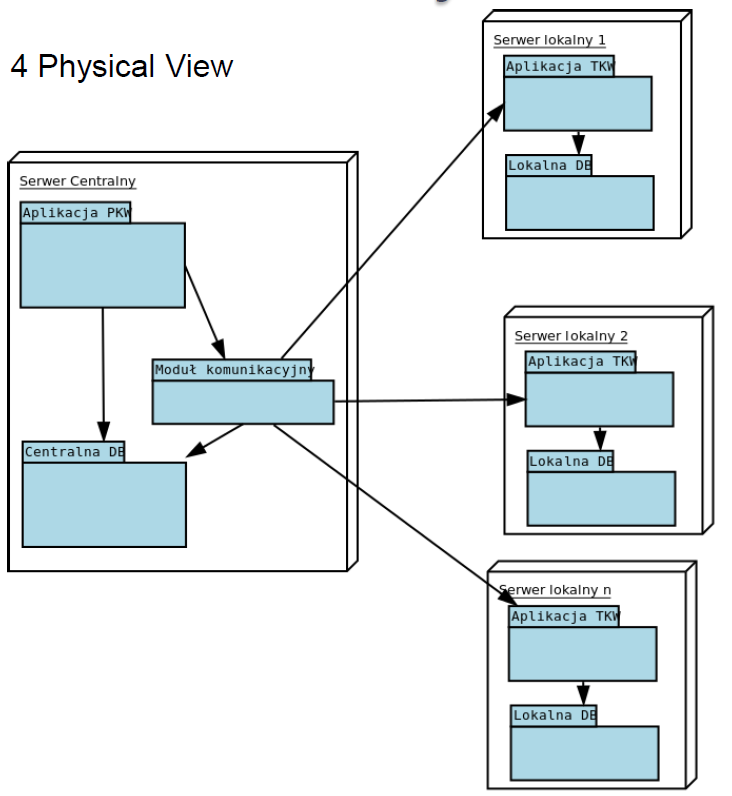 4 Physical View
Serwer Centralny
Aplikacja PKW
Moduł komunikacyjny
Centralna DB
Serwer lokalny 1
Aplikacja TKW
Lokalna DB
Serwer lokalny 2
Aplikacja TKW
Lokalna DB
Serwer lokalny n
Aplikacja TKW
Lokalna DB